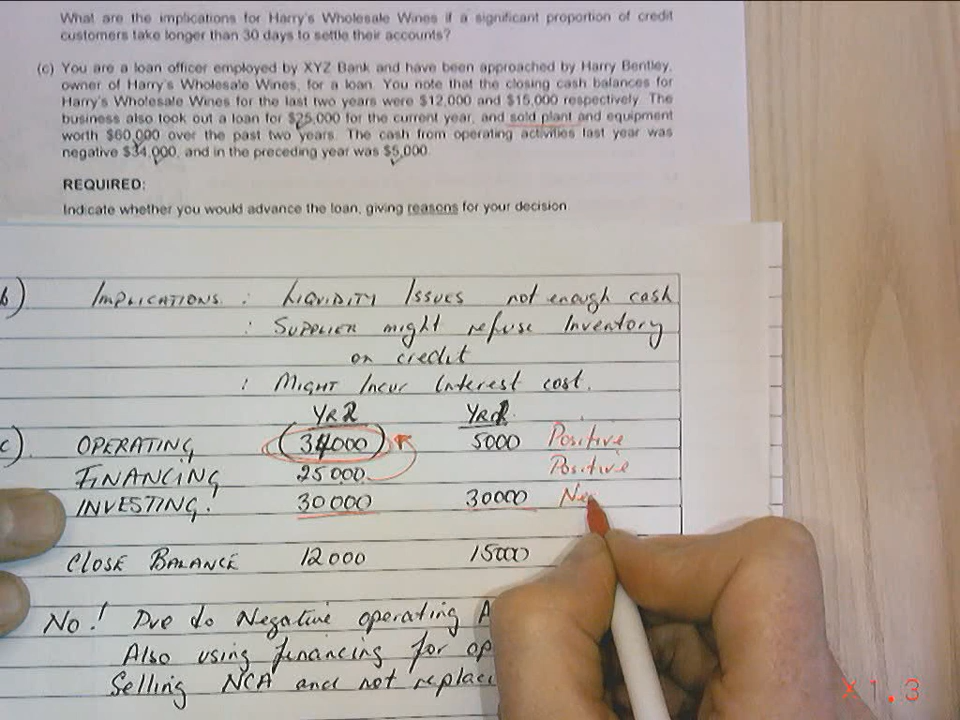 What are the implications for Harry's Wholesale Wines if a significant proportion of credit
customers take longer than 30 days to settle their accounts?
(c) You are a loan officer employed by XYZ Bank and have been approached by Harry Bentley,
owner of Harry's Wholesale Wines, for a loan. You note that the closing cash balances for
Harry's Wholesale Wines for the last two years were $12,000 and $15,000 respectively. The
business also took out a loan for $25,000 for the current year, and sold plant and equipment
worth $60,000 over the past two years. The cash from operating activities last year was
negative $34,000, and in the preceding year was $5,000.
REQUIRED:
Indicate whether you would advance the loan, giving reasons for your decision
b) IMPLICATIONS : LIQUIDITY ISSUES not enough cash
: SUPPLIER might refuse Inventory
on credit
: MIGHT Incur Interest cost.
YR 2 YR 1
c). OPERATING (34000) 5000 Positive
FINANCING 25000 Positive
INVESTING. 30000 30000 Ne
CLOSE BALANCE 12000 15000
No! Due do Negative operating A
Also using financing for op
Selling NCA and not replaci
X1.3